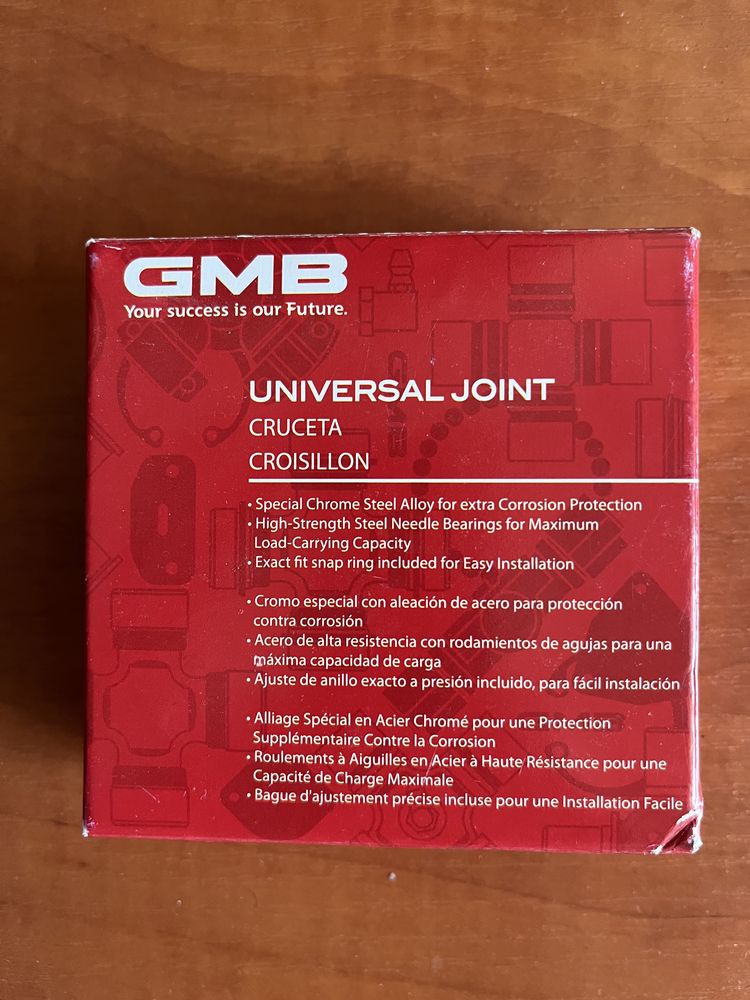 GMB
Your success is our Future.
UNIVERSAL JOINT
CRUCETA
CROISILLON
• Special Chrome Steel Alloy for extra Corrosion Protection
• High-Strength Steel Needle Bearings for Maximum
Load-Carrying Capacity
• Exact fit snap ring included for Easy Installation
• Cromo especial con aleación de acero para protección
contra corrosión
• Acero de alta resistencia con rodamientos de agujas para una
máxima capacidad de carga
• Ajuste de anillo exacto a presión incluido, para fácil instalación
• Alliage Spécial en Acier Chromé pour une Protection
Supplémentaire Contre la Corrosion
• Roulements à Aiguilles en Acier à Haute Résistance pour une
Capacité de Charge Maximale
• Bague d'ajustement précise incluse pour une Installation Facile